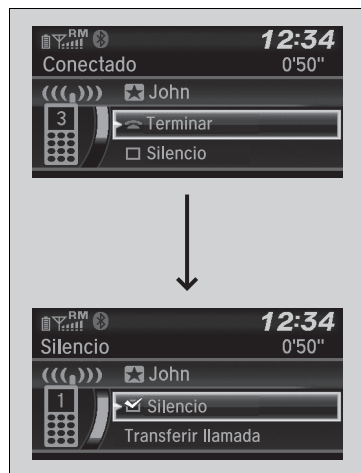 RM 12:34
Conectado 0'50"
John
3
Terminar
Silencio
RM 12:34
Silencio 0'50"
John
1
Silencio
Transferir llamada